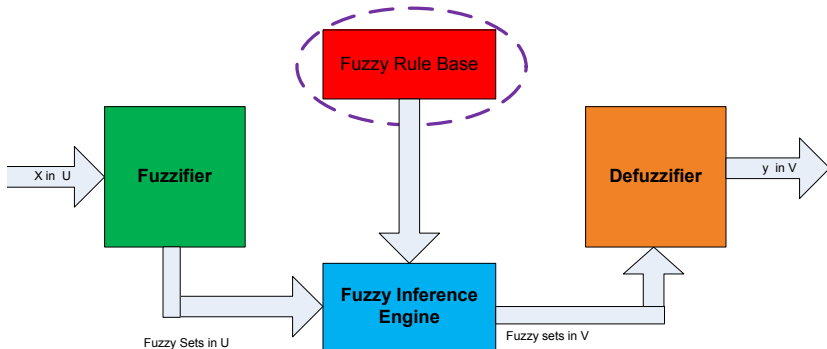 Fuzzy Rule Base
X in U
Fuzzifier
Defuzzifier
y in V
Fuzzy Inference
Engine
Fuzzy Sets in U
Fuzzy sets in V